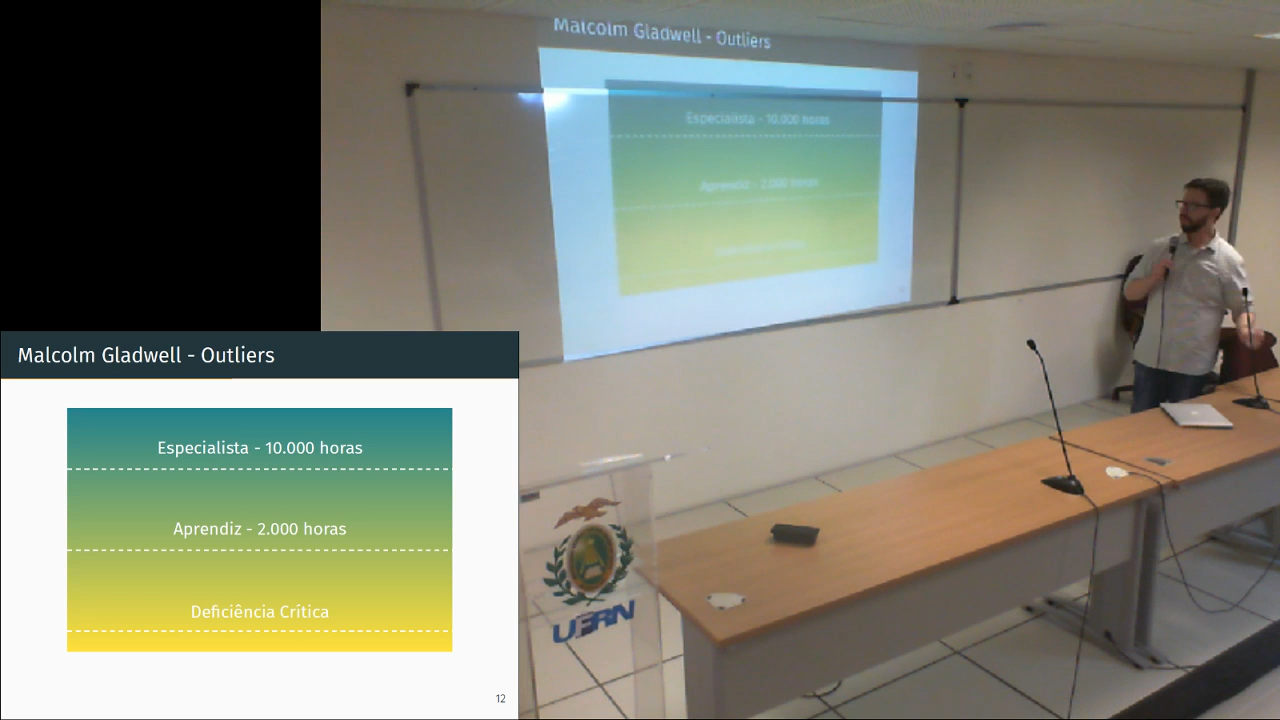 Malcolm Gladwell - Outliers
Especialista - 10.000 horas
Aprendiz - 2.000 horas
Malcolm Gladwell - Outliers
Especialista - 10.000 horas
Aprendiz - 2.000 horas
Deficiência Crítica
12
UERN